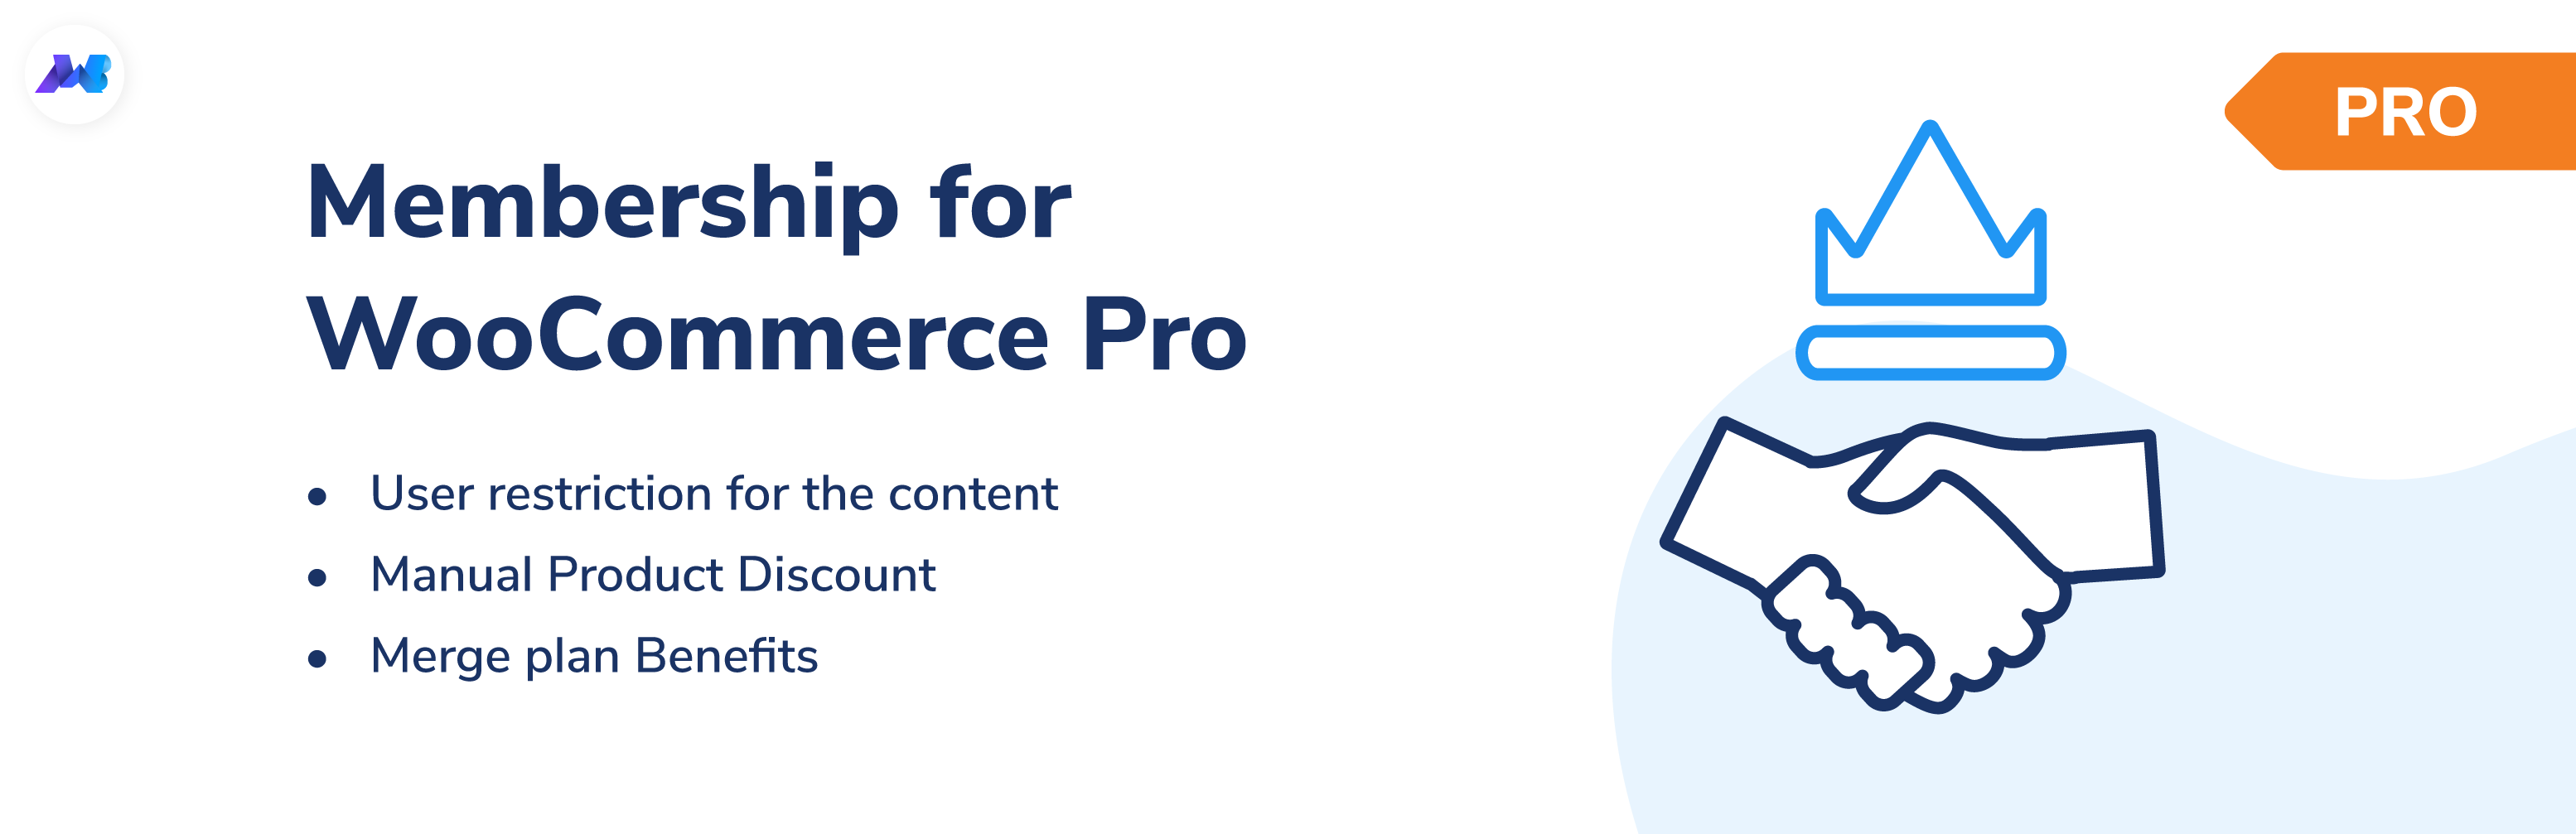 PRO
Membership for
WooCommerce Pro
• User restriction for the content
• Manual Product Discount
• Merge plan Benefits